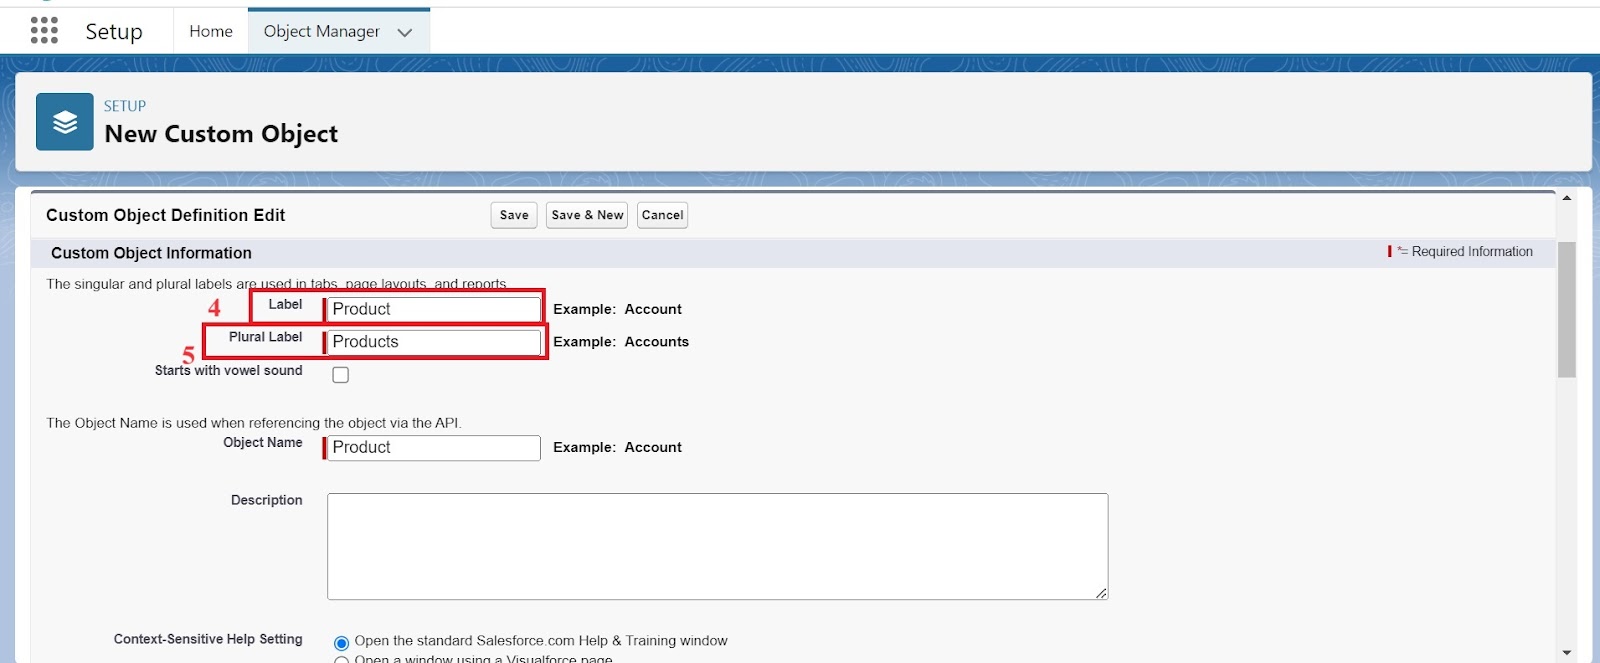 Setup Home Object Manager
SETUP
New Custom Object
Custom Object Definition Edit Save Save & New Cancel
Custom Object Information *= Required Information
The singular and plural labels are used in tabs, page layouts, and reports.
4 Label Product Example: Account
5 Plural Label Products Example: Accounts
Starts with vowel sound
The Object Name is used when referencing the object via the API.
Object Name Product Example: Account
Description
Context-Sensitive Help Setting Open the standard Salesforce.com Help & Training window
Open a window using a Visualforce page